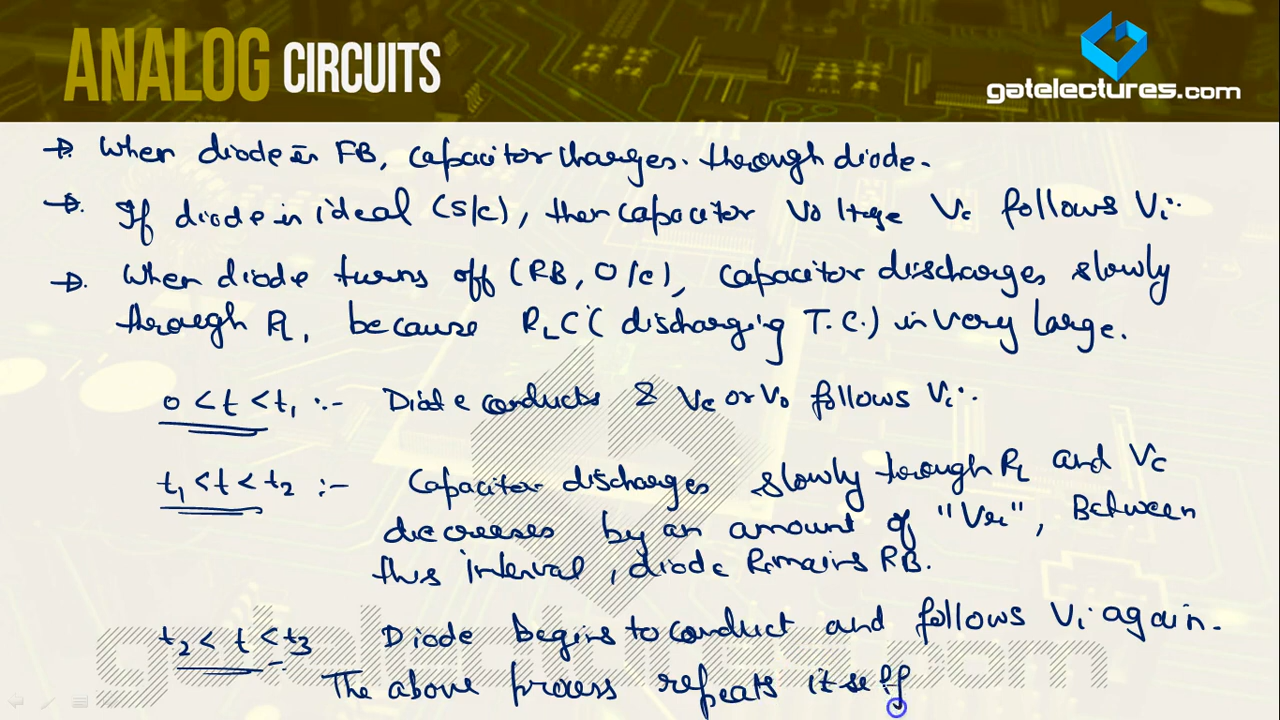 ANALOG CIRCUITS
gatelectures.com
→ When diode is FB, capacitor charges. through diode.
→ If diode is ideal (S/C), then capacitor voltage Vc follows Vi.
→ When diode turns off (RB, O/C), capacitor discharges slowly
through RL, because RLC (discharging T.C.) is very large.
0 < t < t1 :- Diode conducts & Vc or Vo follows Vi.
t1 < t < t2 :- Capacitor discharges slowly through RL and Vc
decreases by an amount of "Vr", Between
this interval, diode Remains RB.
t2 < t < t3 Diode begins to conduct and follows Vi again.
The above process repeats itself
gatelectures.com